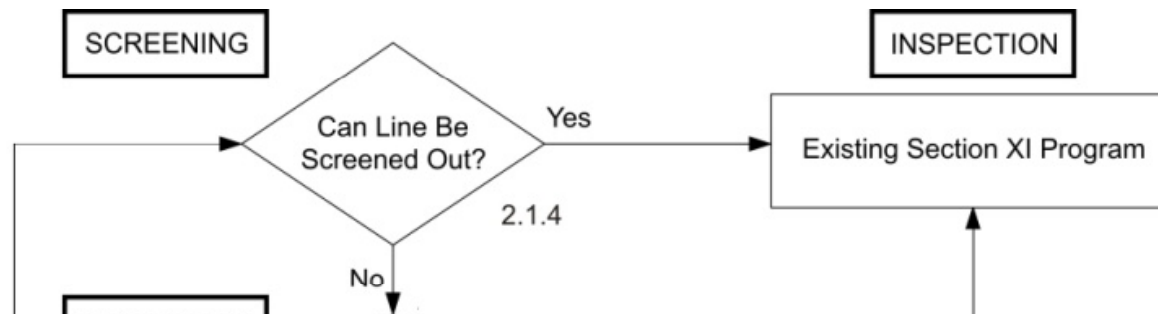 SCREENING
INSPECTION
Can Line Be
Screened Out?
Yes
Existing Section XI Program
2.1.4
No